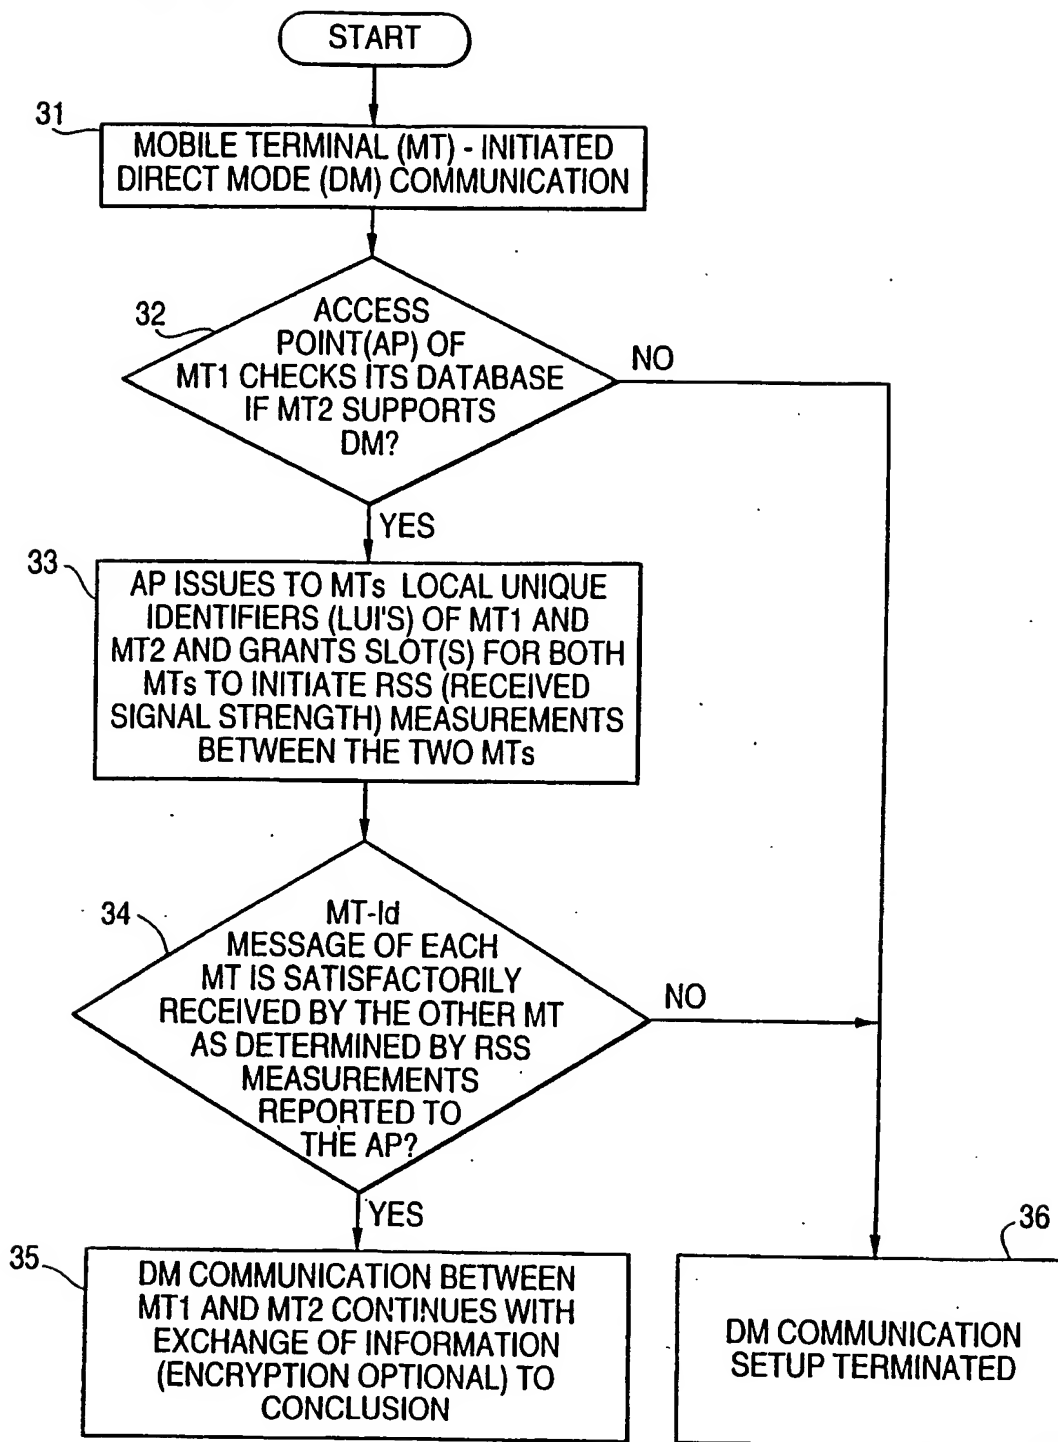 START
31
MOBILE TERMINAL (MT) - INITIATED
DIRECT MODE (DM) COMMUNICATION
32
ACCESS
POINT(AP) OF
MT1 CHECKS ITS DATABASE
IF MT2 SUPPORTS
DM?
NO
YES
33
AP ISSUES TO MTs LOCAL UNIQUE
IDENTIFIERS (LUI'S) OF MT1 AND
MT2 AND GRANTS SLOT(S) FOR BOTH
MTs TO INITIATE RSS (RECEIVED
SIGNAL STRENGTH) MEASUREMENTS
BETWEEN THE TWO MTs
34
MT-Id
MESSAGE OF EACH
MT IS SATISFACTORILY
RECEIVED BY THE OTHER MT
AS DETERMINED BY RSS
MEASUREMENTS
REPORTED TO
THE AP?
NO
YES
35
DM COMMUNICATION BETWEEN
MT1 AND MT2 CONTINUES WITH
EXCHANGE OF INFORMATION
(ENCRYPTION OPTIONAL) TO
CONCLUSION
36
DM COMMUNICATION
SETUP TERMINATED